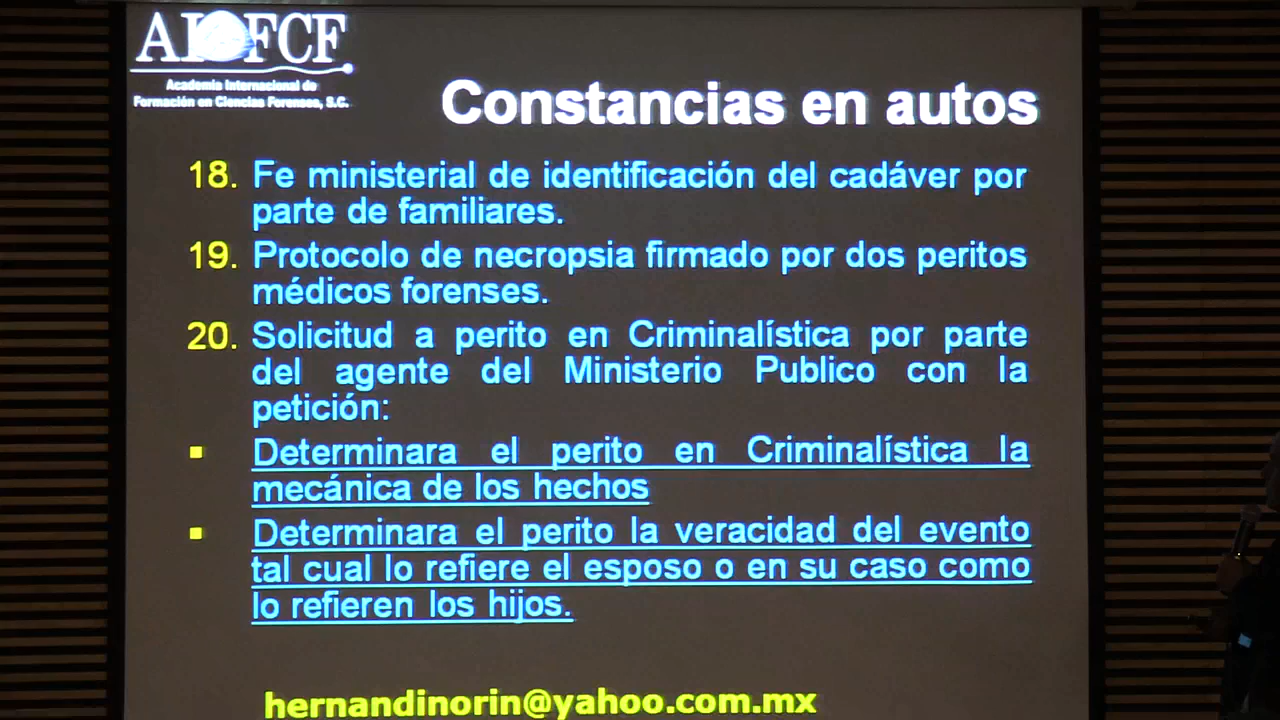 AI FCF.
Academia Internacional de
Formación en Ciencias Forenses, S.C.
Constancias en autos
18. Fe ministerial de identificación del cadáver por
parte de familiares.
19. Protocolo de necropsia firmado por dos peritos
médicos forenses.
20. Solicitud a perito en Criminalística por parte
del agente del Ministerio Publico con la
petición:
▪ Determinara el perito en Criminalística la
mecánica de los hechos
▪ Determinara el perito la veracidad del evento
tal cual lo refiere el esposo o en su caso como
lo refieren los hijos.
hernandinorin@yahoo.com.mx